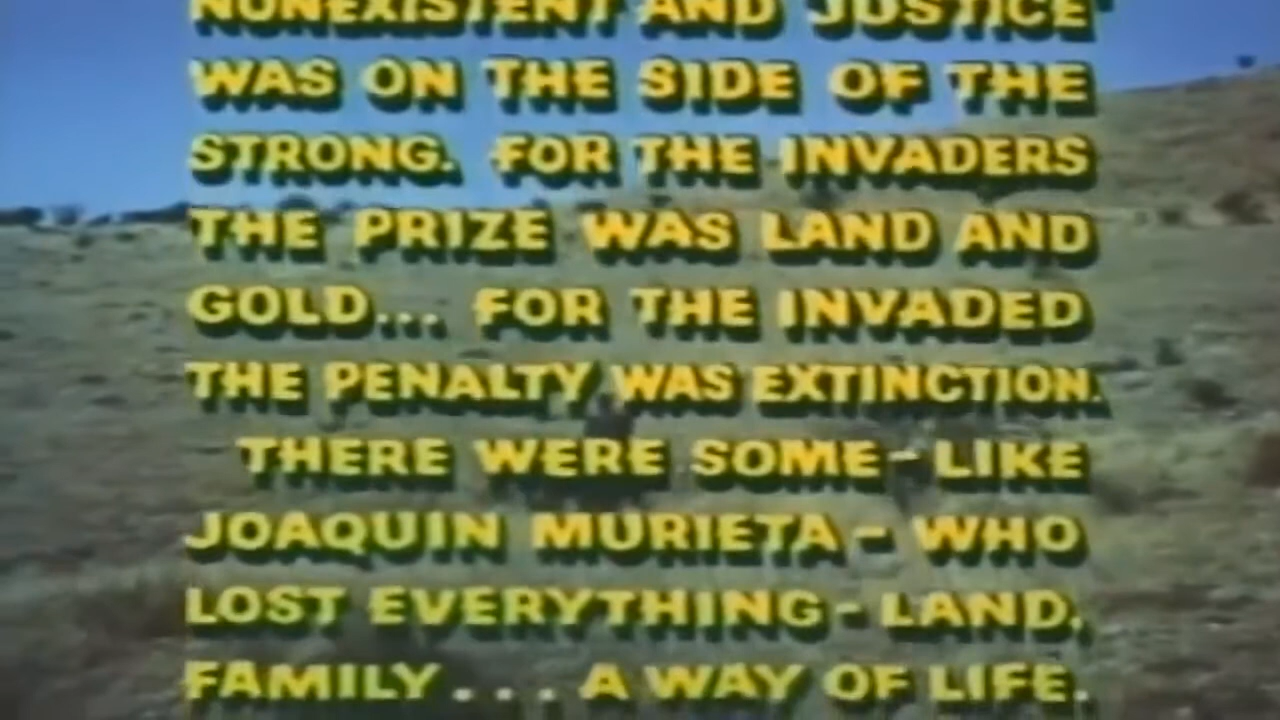 NONEXISTENT AND JUSTICE
WAS ON THE SIDE OF THE
STRONG. FOR THE INVADERS
THE PRIZE WAS LAND AND
GOLD... FOR THE INVADED
THE PENALTY WAS EXTINCTION.
THERE WERE SOME - LIKE
JOAQUIN MURIETA - WHO
LOST EVERYTHING - LAND,
FAMILY . . . A WAY OF LIFE.